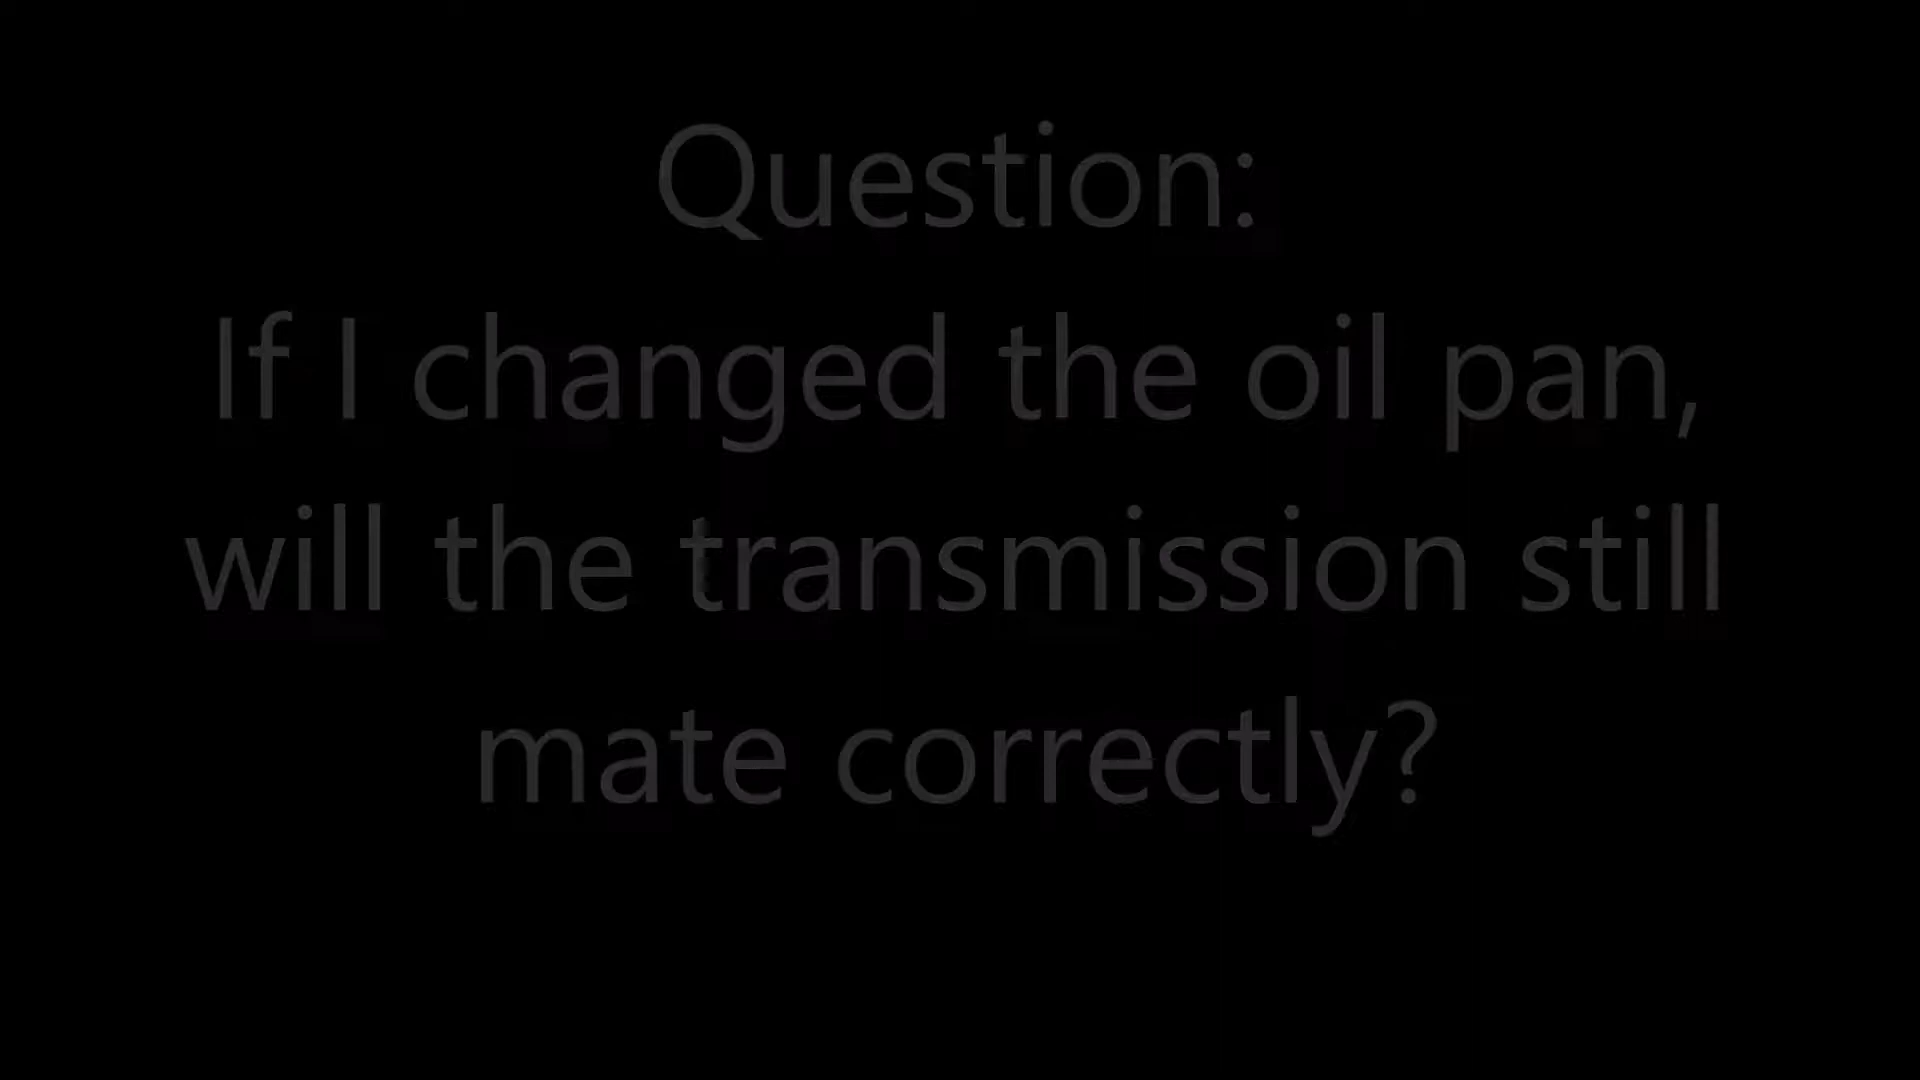 Question:
If I changed the oil pan,
will the transmission still
mate correctly?